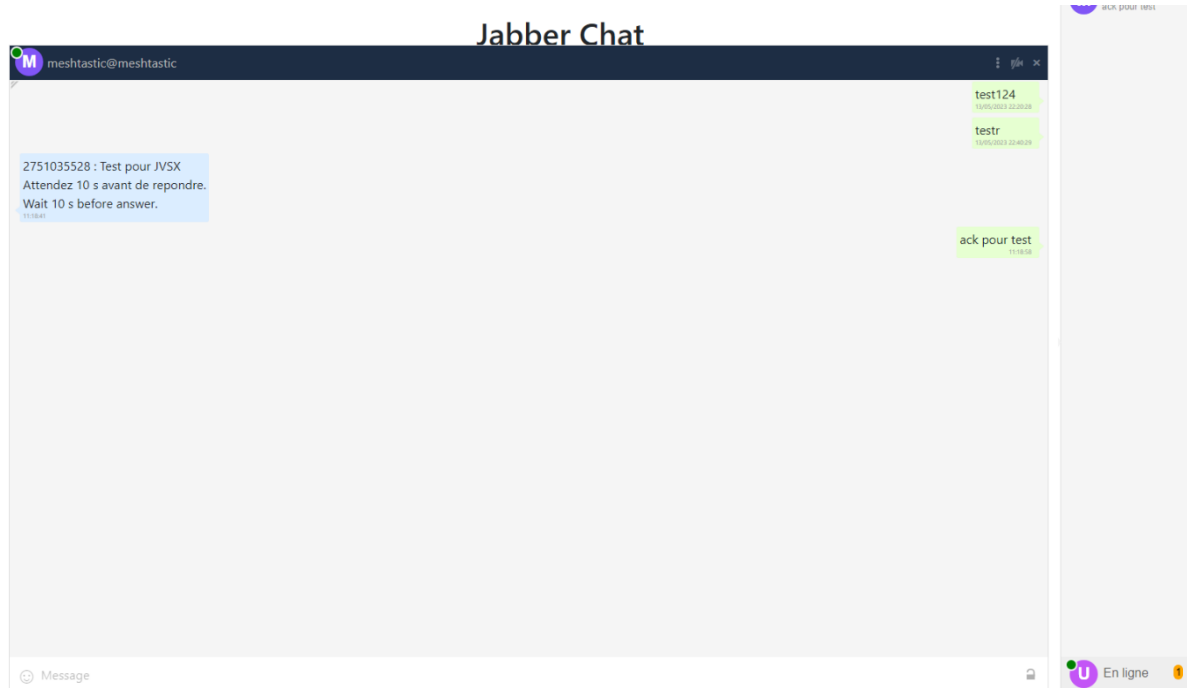 ack pour test
Jabber Chat
M meshtastic@meshtastic
test124
13/05/2023 22:20:28
testr
13/05/2023 22:49:29
2751035528 : Test pour JVSX
Attendez 10 s avant de repondre.
Wait 10 s before answer.
11:18:41
ack pour test
11:18:58
Message
U En ligne 1